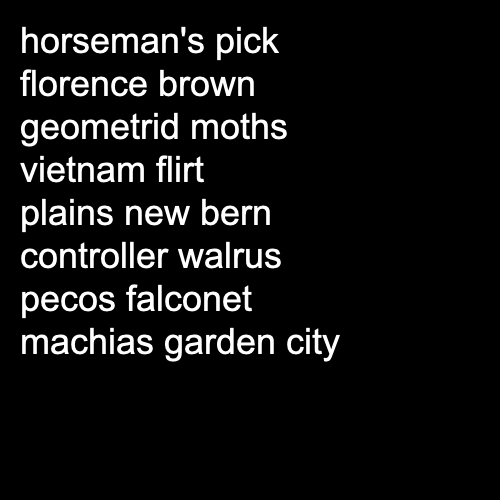 horseman's pick
florence brown
geometrid moths
vietnam flirt
plains new bern
controller walrus
pecos falconet
machias garden city